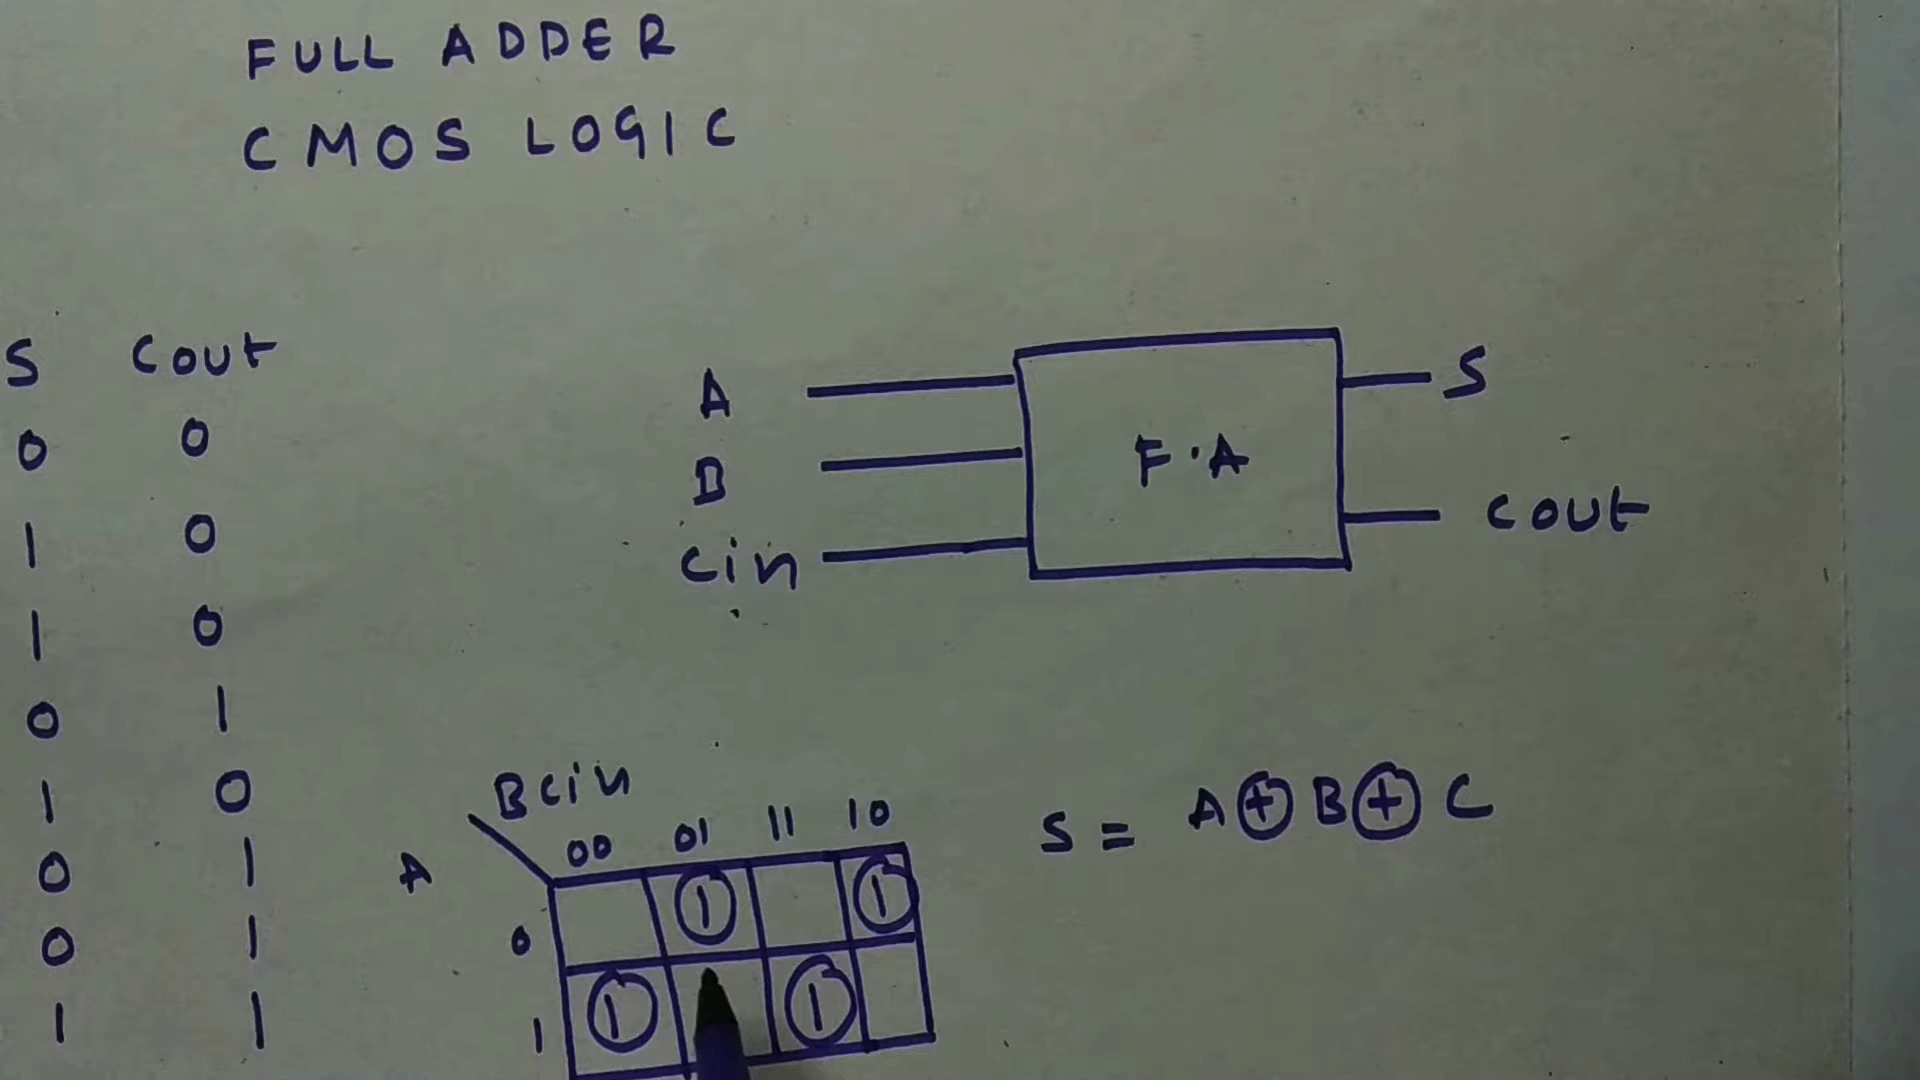 FULL ADDER
CMOS LOGIC
S Cout
0 0
1 0
1 0
0 1
1 0
0 1
0 1
1 1
A
B
Cin
F.A
S
Cout
BCin
A
00 01 11 10
0 1 1
1 1 1
S = A⊕B⊕C